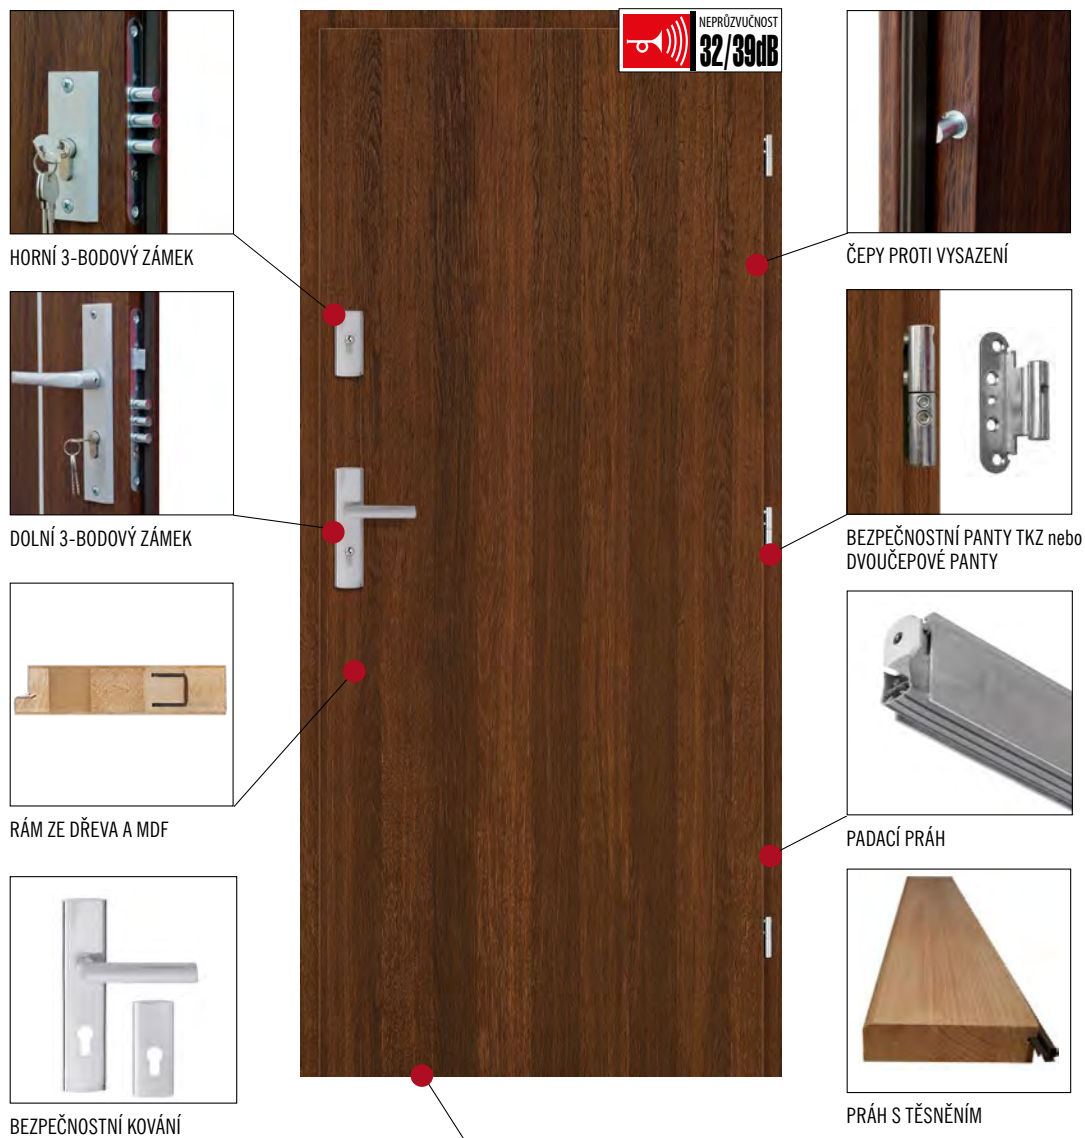 NEPRŮZVUČNOST
32/39dB
HORNÍ 3-BODOVÝ ZÁMEK
DOLNÍ 3-BODOVÝ ZÁMEK
RÁM ZE DŘEVA A MDF
BEZPEČNOSTNÍ KOVÁNÍ
ČEPY PROTI VYSAZENÍ
BEZPEČNOSTNÍ PANTY TKZ nebo
DVOUČEPOVÉ PANTY
PADACÍ PRÁH
PRÁH S TĚSNĚNÍM